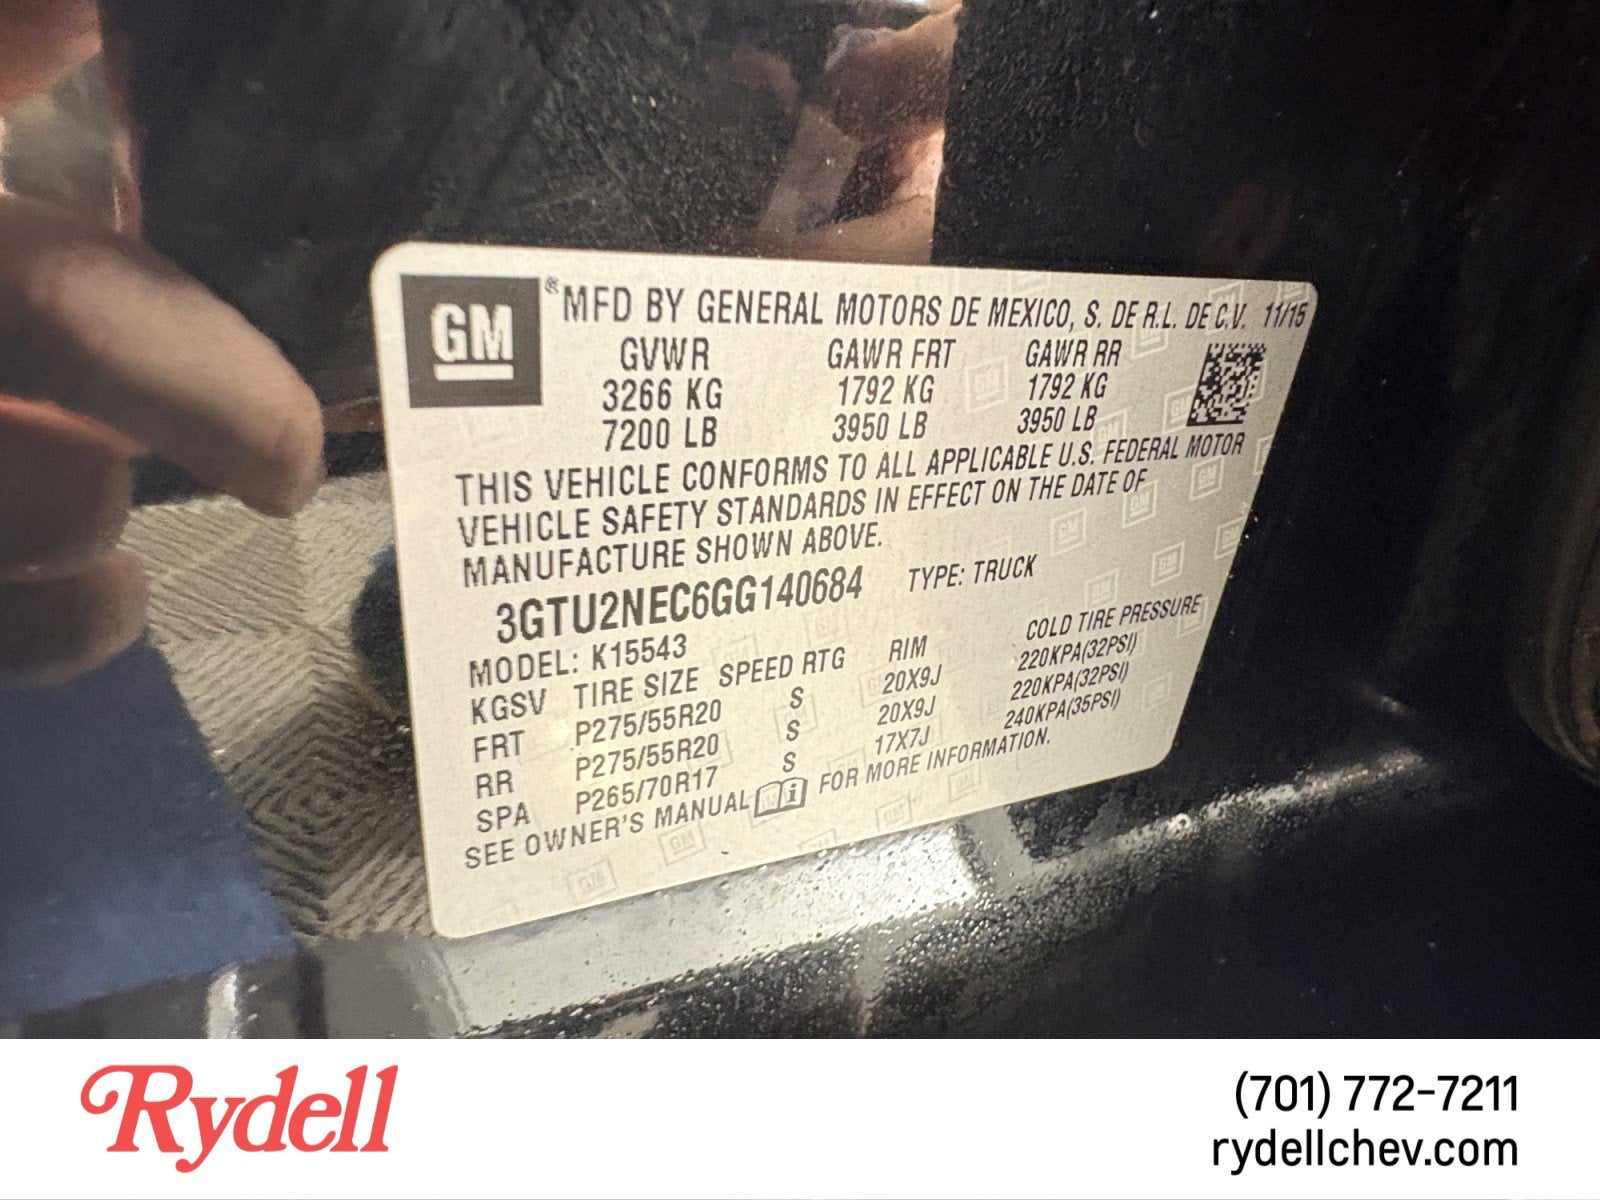 GM ® MFD BY GENERAL MOTORS DE MEXICO, S. DE R.L. DE C.V. 11/15
GVWR GAWR FRT GAWR RR
3266 KG 1792 KG 1792 KG
7200 LB 3950 LB 3950 LB
THIS VEHICLE CONFORMS TO ALL APPLICABLE U.S. FEDERAL MOTOR
VEHICLE SAFETY STANDARDS IN EFFECT ON THE DATE OF
MANUFACTURE SHOWN ABOVE.
3GTU2NEC6GG140684 TYPE: TRUCK
MODEL: K15543
KGSV TIRE SIZE SPEED RTG RIM COLD TIRE PRESSURE
FRT P275/55R20 S 20X9J 220KPA(32PSI)
RR P275/55R20 S 20X9J 220KPA(32PSI)
SPA P265/70R17 S 17X7J 240KPA(35PSI)
SEE OWNER'S MANUAL FOR MORE INFORMATION.
Rydell
(701) 772-7211
rydellchev.com